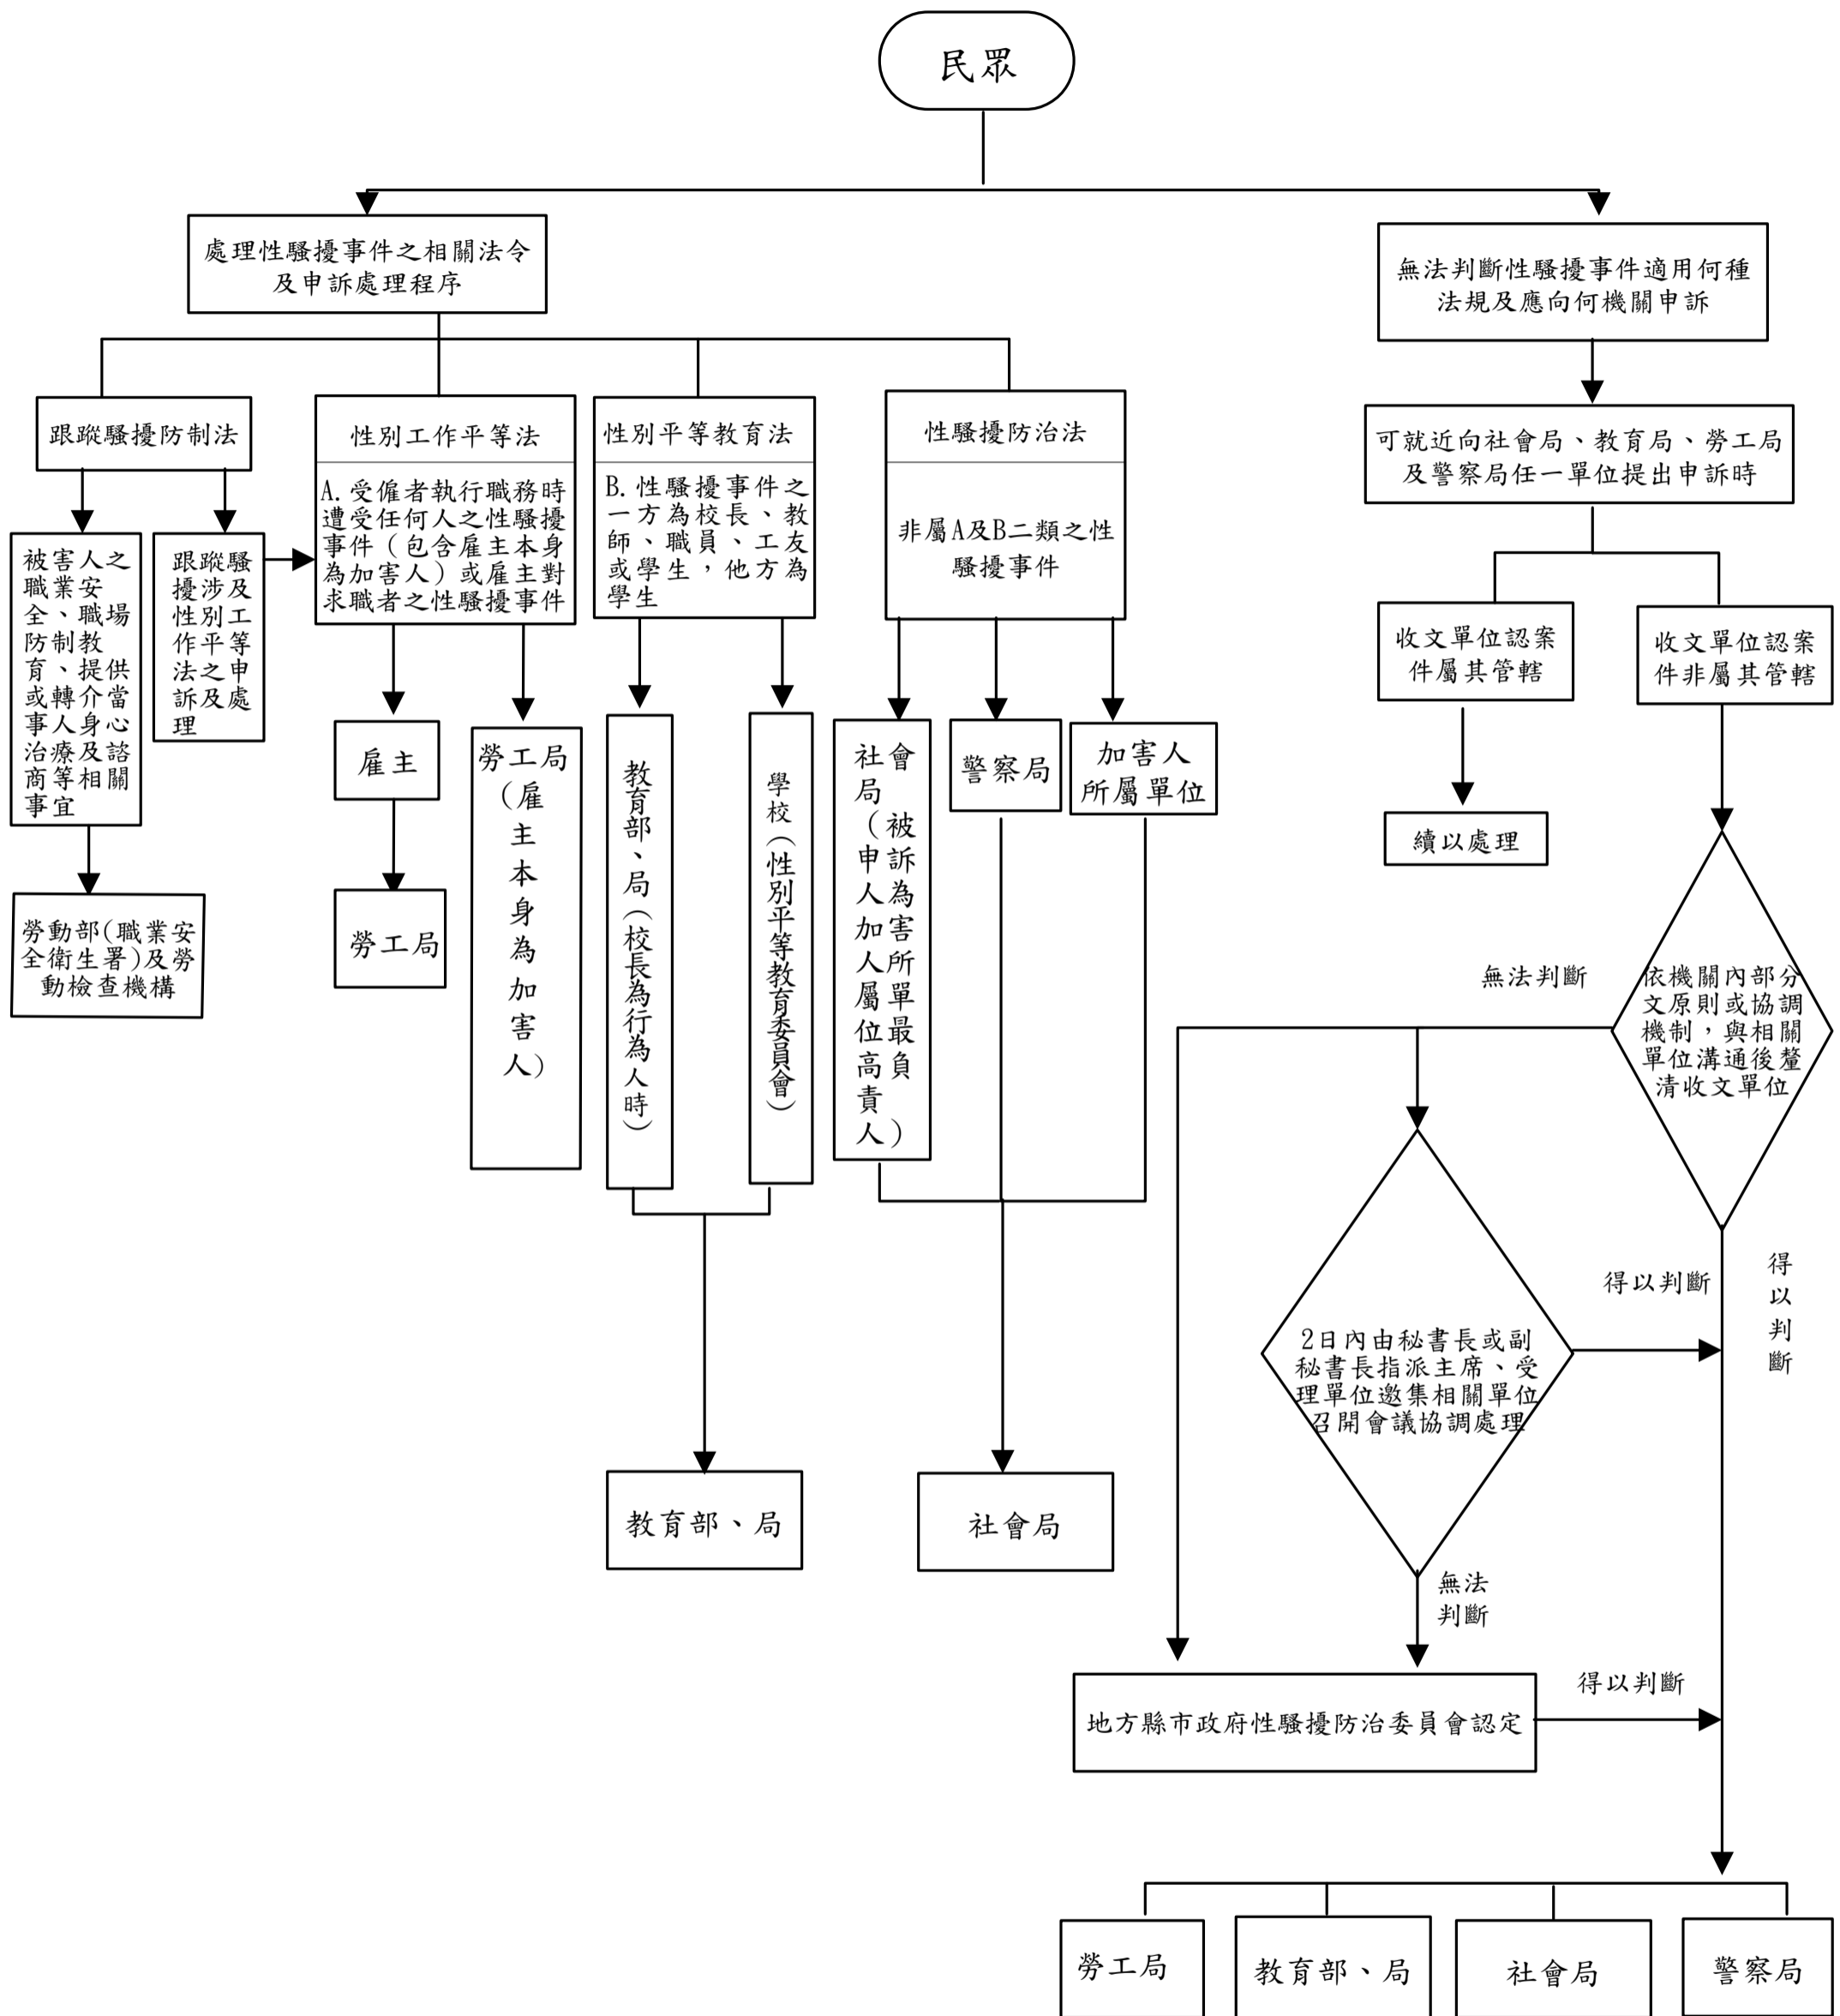 民眾
處理性騷擾事件之相關法令
及申訴處理程序
無法判斷性騷擾事件適用何種
法規及應向何機關申訴
跟蹤騷擾防制法
性別工作平等法
A.受僱者執行職務時
遭受任何人之性騷擾
事件（包含雇主本身
為加害人）或雇主對
求職者之性騷擾事件
性別平等教育法
B.性騷擾事件之
一方為校長、教
師、職員、工友
或學生，他方為
學生
性騷擾防治法
非屬A及B二類之性
騷擾事件
可就近向社會局、教育局、勞工局
及警察局任一單位提出申訴時
被害人之
職業安
全、職場
防制教
育、提供
或轉介當
事人身心
治療及諮
商等相關
事宜
跟蹤騷
擾涉及
性別工
作平等
法之申
訴及處
理
收文單位認案
件屬其管轄
收文單位認案
件非屬其管轄
雇主
勞工局
（雇
主
本
身
為
加
害
人）
教育部、局（校長為行為人時）
學校（性別平等教育委員會）
社會
局
（被
申訴
人為
加害
人所
屬單
位最
高負
責
人）
警察局
加害人
所屬單位
續以處理
勞動部(職業安
全衛生署)及勞
動檢查機構
勞工局
無法判斷
依機關內部分
文原則或協調
機制，與相關
單位溝通後釐
清收文單位
得以判斷
得
以
判
斷
2日內由秘書長或副
秘書長指派主席、受
理單位邀集相關單位
召開會議協調處理
教育部、局
社會局
無法
判斷
得以判斷
地方縣市政府性騷擾防治委員會認定
勞工局
教育部、局
社會局
警察局